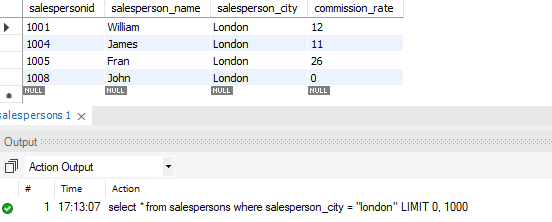 salespersonid salesperson_name salesperson_city commission_rate
1001 William London 12
1004 James London 11
1005 Fran London 26
1008 John London 0
NULL NULL NULL NULL
salespersons 1
Output
Action Output
# Time Action
1 17:13:07 select * from salespersons where salesperson_city = "london" LIMIT 0, 1000